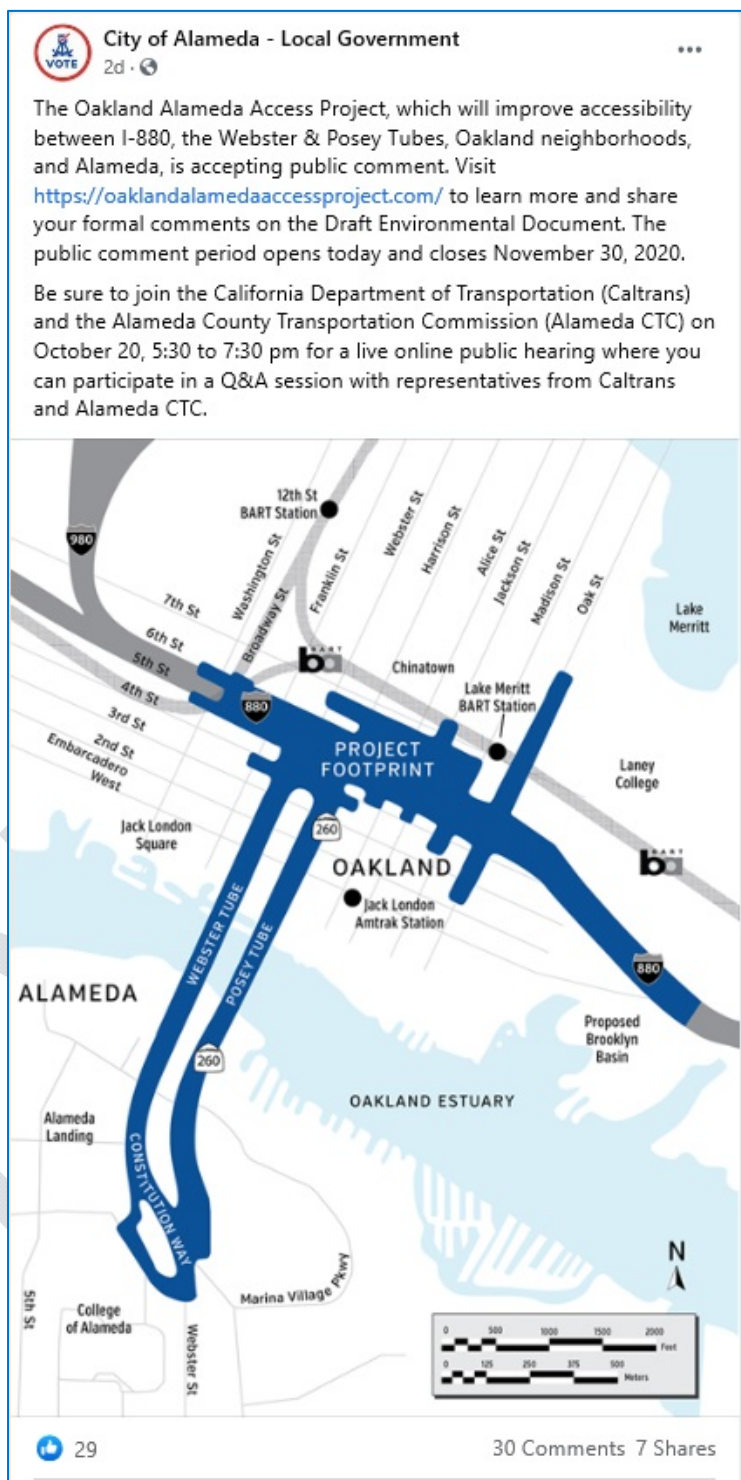 City of Alameda - Local Government
VOTE
2d ·
The Oakland Alameda Access Project, which will improve accessibility
between I-880, the Webster & Posey Tubes, Oakland neighborhoods,
and Alameda, is accepting public comment. Visit
https://oaklandalamedaaccessproject.com/ to learn more and share
your formal comments on the Draft Environmental Document. The
public comment period opens today and closes November 30, 2020.
Be sure to join the California Department of Transportation (Caltrans)
and the Alameda County Transportation Commission (Alameda CTC) on
October 20, 5:30 to 7:30 pm for a live online public hearing where you
can participate in a Q&A session with representatives from Caltrans
and Alameda CTC.
12th St
BART Station
980
Washington St
Broadway St
Franklin St
Webster St
Harrison St
Alice St
Jackson St
Madison St
Oak St
Lake
Merritt
7th St
6th St
5th St
4th St
3rd St
2nd St
Embarcadero
West
BART
ba
Chinatown
Lake Meritt
BART Station
880
PROJECT
FOOTPRINT
Laney
College
BART
ba
Jack London
Square
260
OAKLAND
Jack London
Amtrak Station
WEBSTER TUBE
POSEY TUBE
880
ALAMEDA
Proposed
Brooklyn
Basin
260
OAKLAND ESTUARY
Alameda
Landing
CONSTITUTION WAY
N
Marina Village Pkwy
5th St
College
of Alameda
Webster St
0 500 1000 1500 2000
Feet
0 125 250 375 500
Meters
29
30 Comments 7 Shares